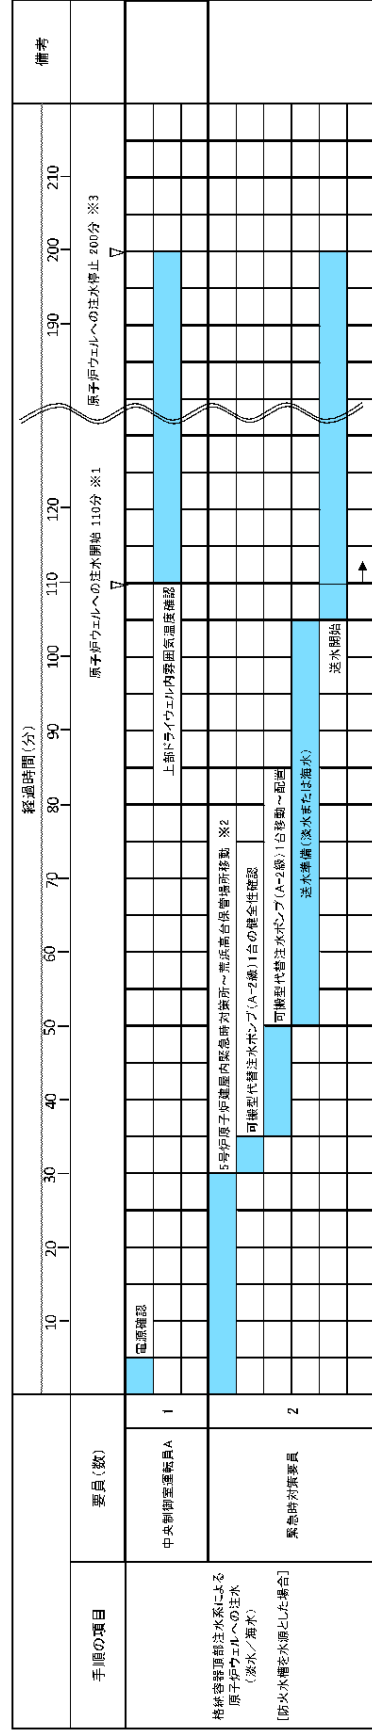 手順の項目
要員(数)
経過時間(分)
備考
10
20
30
40
50
60
70
80
90
100
110
120
190
200
210
原子炉ウェルへの注水開始 110分 ※1
原子炉ウェルへの注水停止 200分 ※3
格納容器頂部注水系による
原子炉ウェルへの注水
(淡水/海水)
[防火水槽を水源とした場合]
中央制御室運転員A
1
電源確認
上部ドライウェル内雰囲気温度確認
緊急時対策要員
2
5号炉原子炉建屋内緊急時対策所~荒浜高台保管場所移動 ※2
可搬型代替注水ポンプ(A-2級)1台の健全性確認
可搬型代替注水ポンプ(A-2級)1台移動~配置
送水準備(淡水または海水)
送水開始